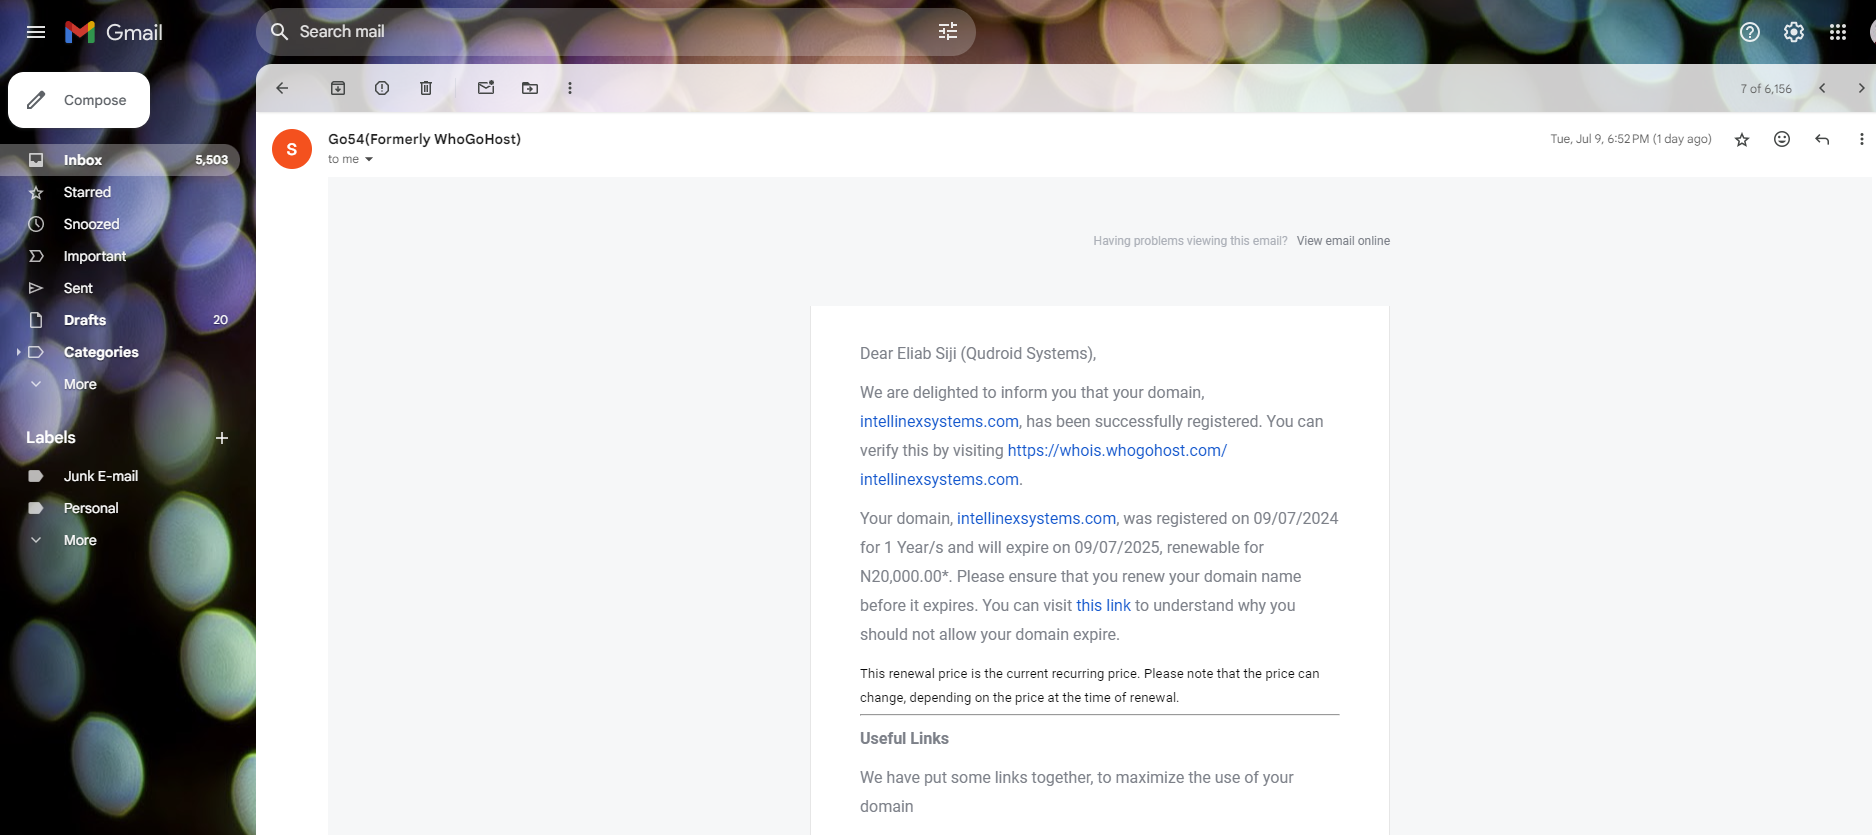 Gmail
Search mail
Compose
7 of 6,156
Inbox 5,503
Starred
Snoozed
Important
Sent
Drafts 20
Categories
More
Labels
Junk E-mail
Personal
More
S
Go54(Formerly WhoGoHost)
to me
Tue, Jul 9, 6:52 PM (1 day ago)
Having problems viewing this email? View email online
Dear Eliab Siji (Qudroid Systems),
We are delighted to inform you that your domain,
intellinexsystems.com, has been successfully registered. You can
verify this by visiting https://whois.whogohost.com/
intellinexsystems.com.
Your domain, intellinexsystems.com, was registered on 09/07/2024
for 1 Year/s and will expire on 09/07/2025, renewable for
N20,000.00*. Please ensure that you renew your domain name
before it expires. You can visit this link to understand why you
should not allow your domain expire.
This renewal price is the current recurring price. Please note that the price can
change, depending on the price at the time of renewal.
Useful Links
We have put some links together, to maximize the use of your
domain